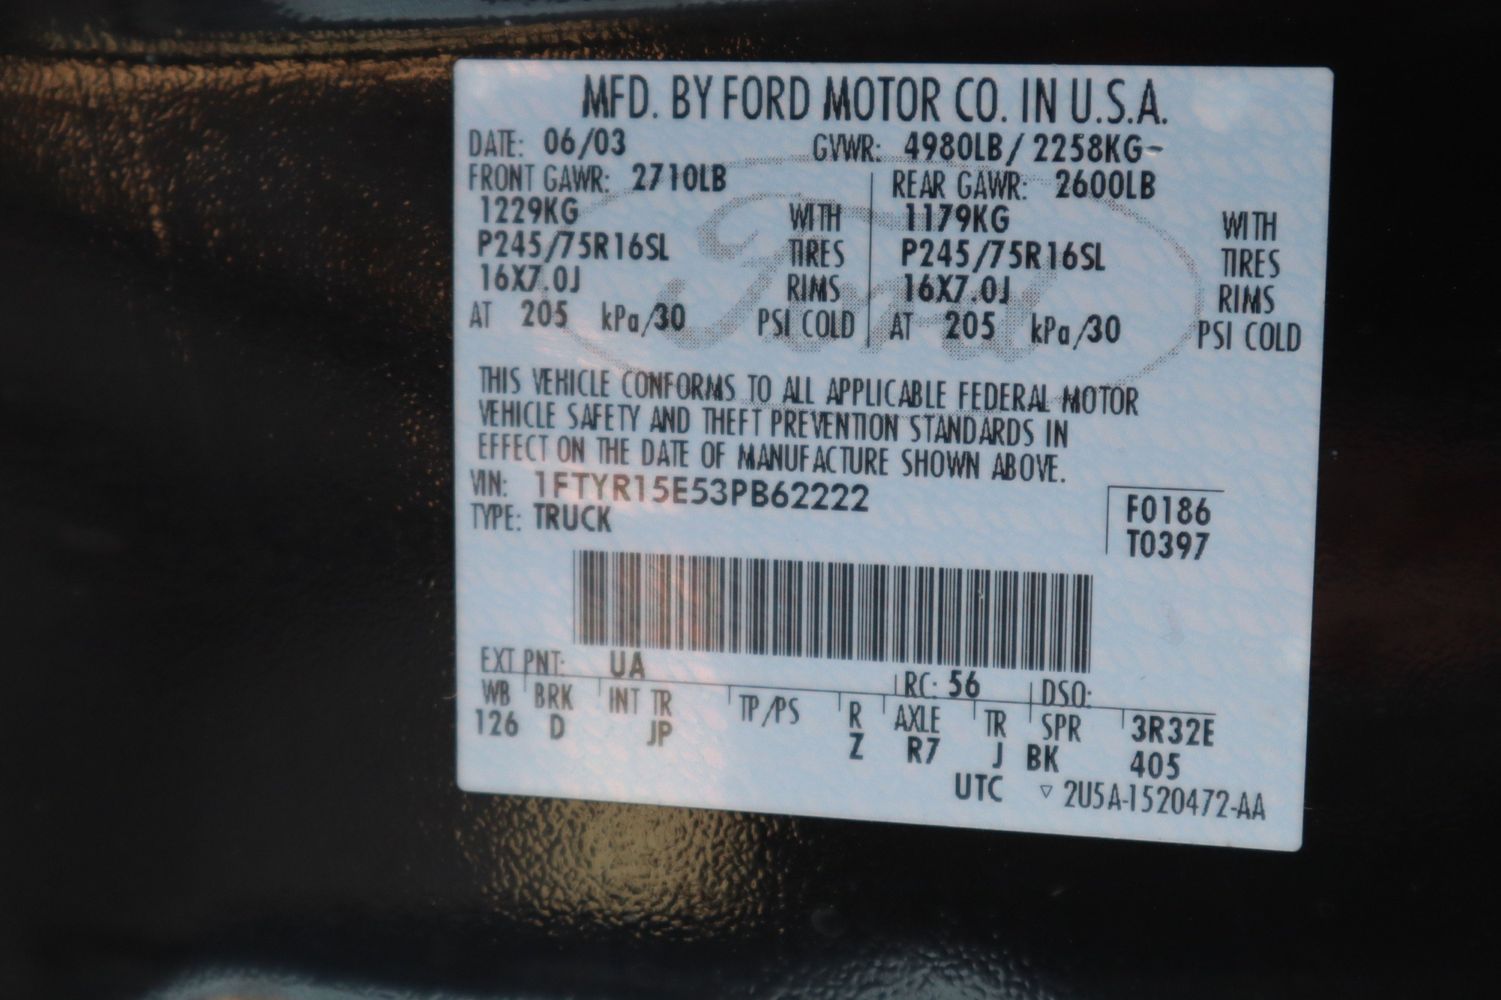 MFD. BY FORD MOTOR CO. IN U.S.A.
DATE: 06/03 GVWR: 4980LB/ 2258KG-
FRONT GAWR: 2710LB REAR GAWR: 2600LB
1229KG WITH 1179KG WITH
P245/75R16SL TIRES P245/75R16SL TIRES
16X7.0J RIMS 16X7.0J RIMS
AT 205 kPa/30 PSI COLD AT 205 kPa/30 PSI COLD
Ford
THIS VEHICLE CONFORMS TO ALL APPLICABLE FEDERAL MOTOR
VEHICLE SAFETY AND THEFT PREVENTION STANDARDS IN
EFFECT ON THE DATE OF MANUFACTURE SHOWN ABOVE.
VIN: 1FTYR15E53PB62222 F0186
TYPE: TRUCK T0397
EXT PNT: UA RC: 56 DSO:
WB BRK INT TR TP/PS R AXLE TR SPR 3R32E
126 D JP Z R7 J BK 405
UTC ▽ 2U5A-1520472-AA